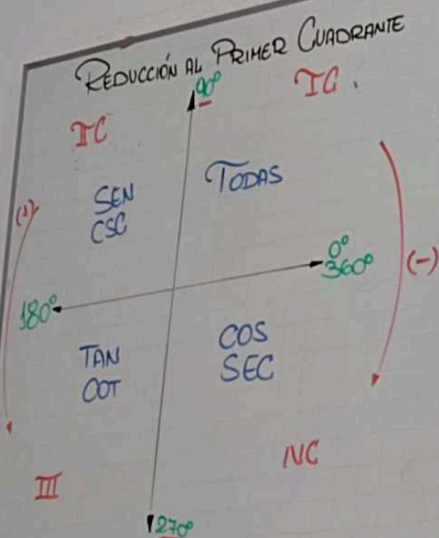 REDUCCIÓN AL PRIMER CUADRANTE
90°
IC
IC
TODAS
SEN
CSC
0°
360°
(-)
180°
TAN
COT
COS
SEC
IVC
III
270°